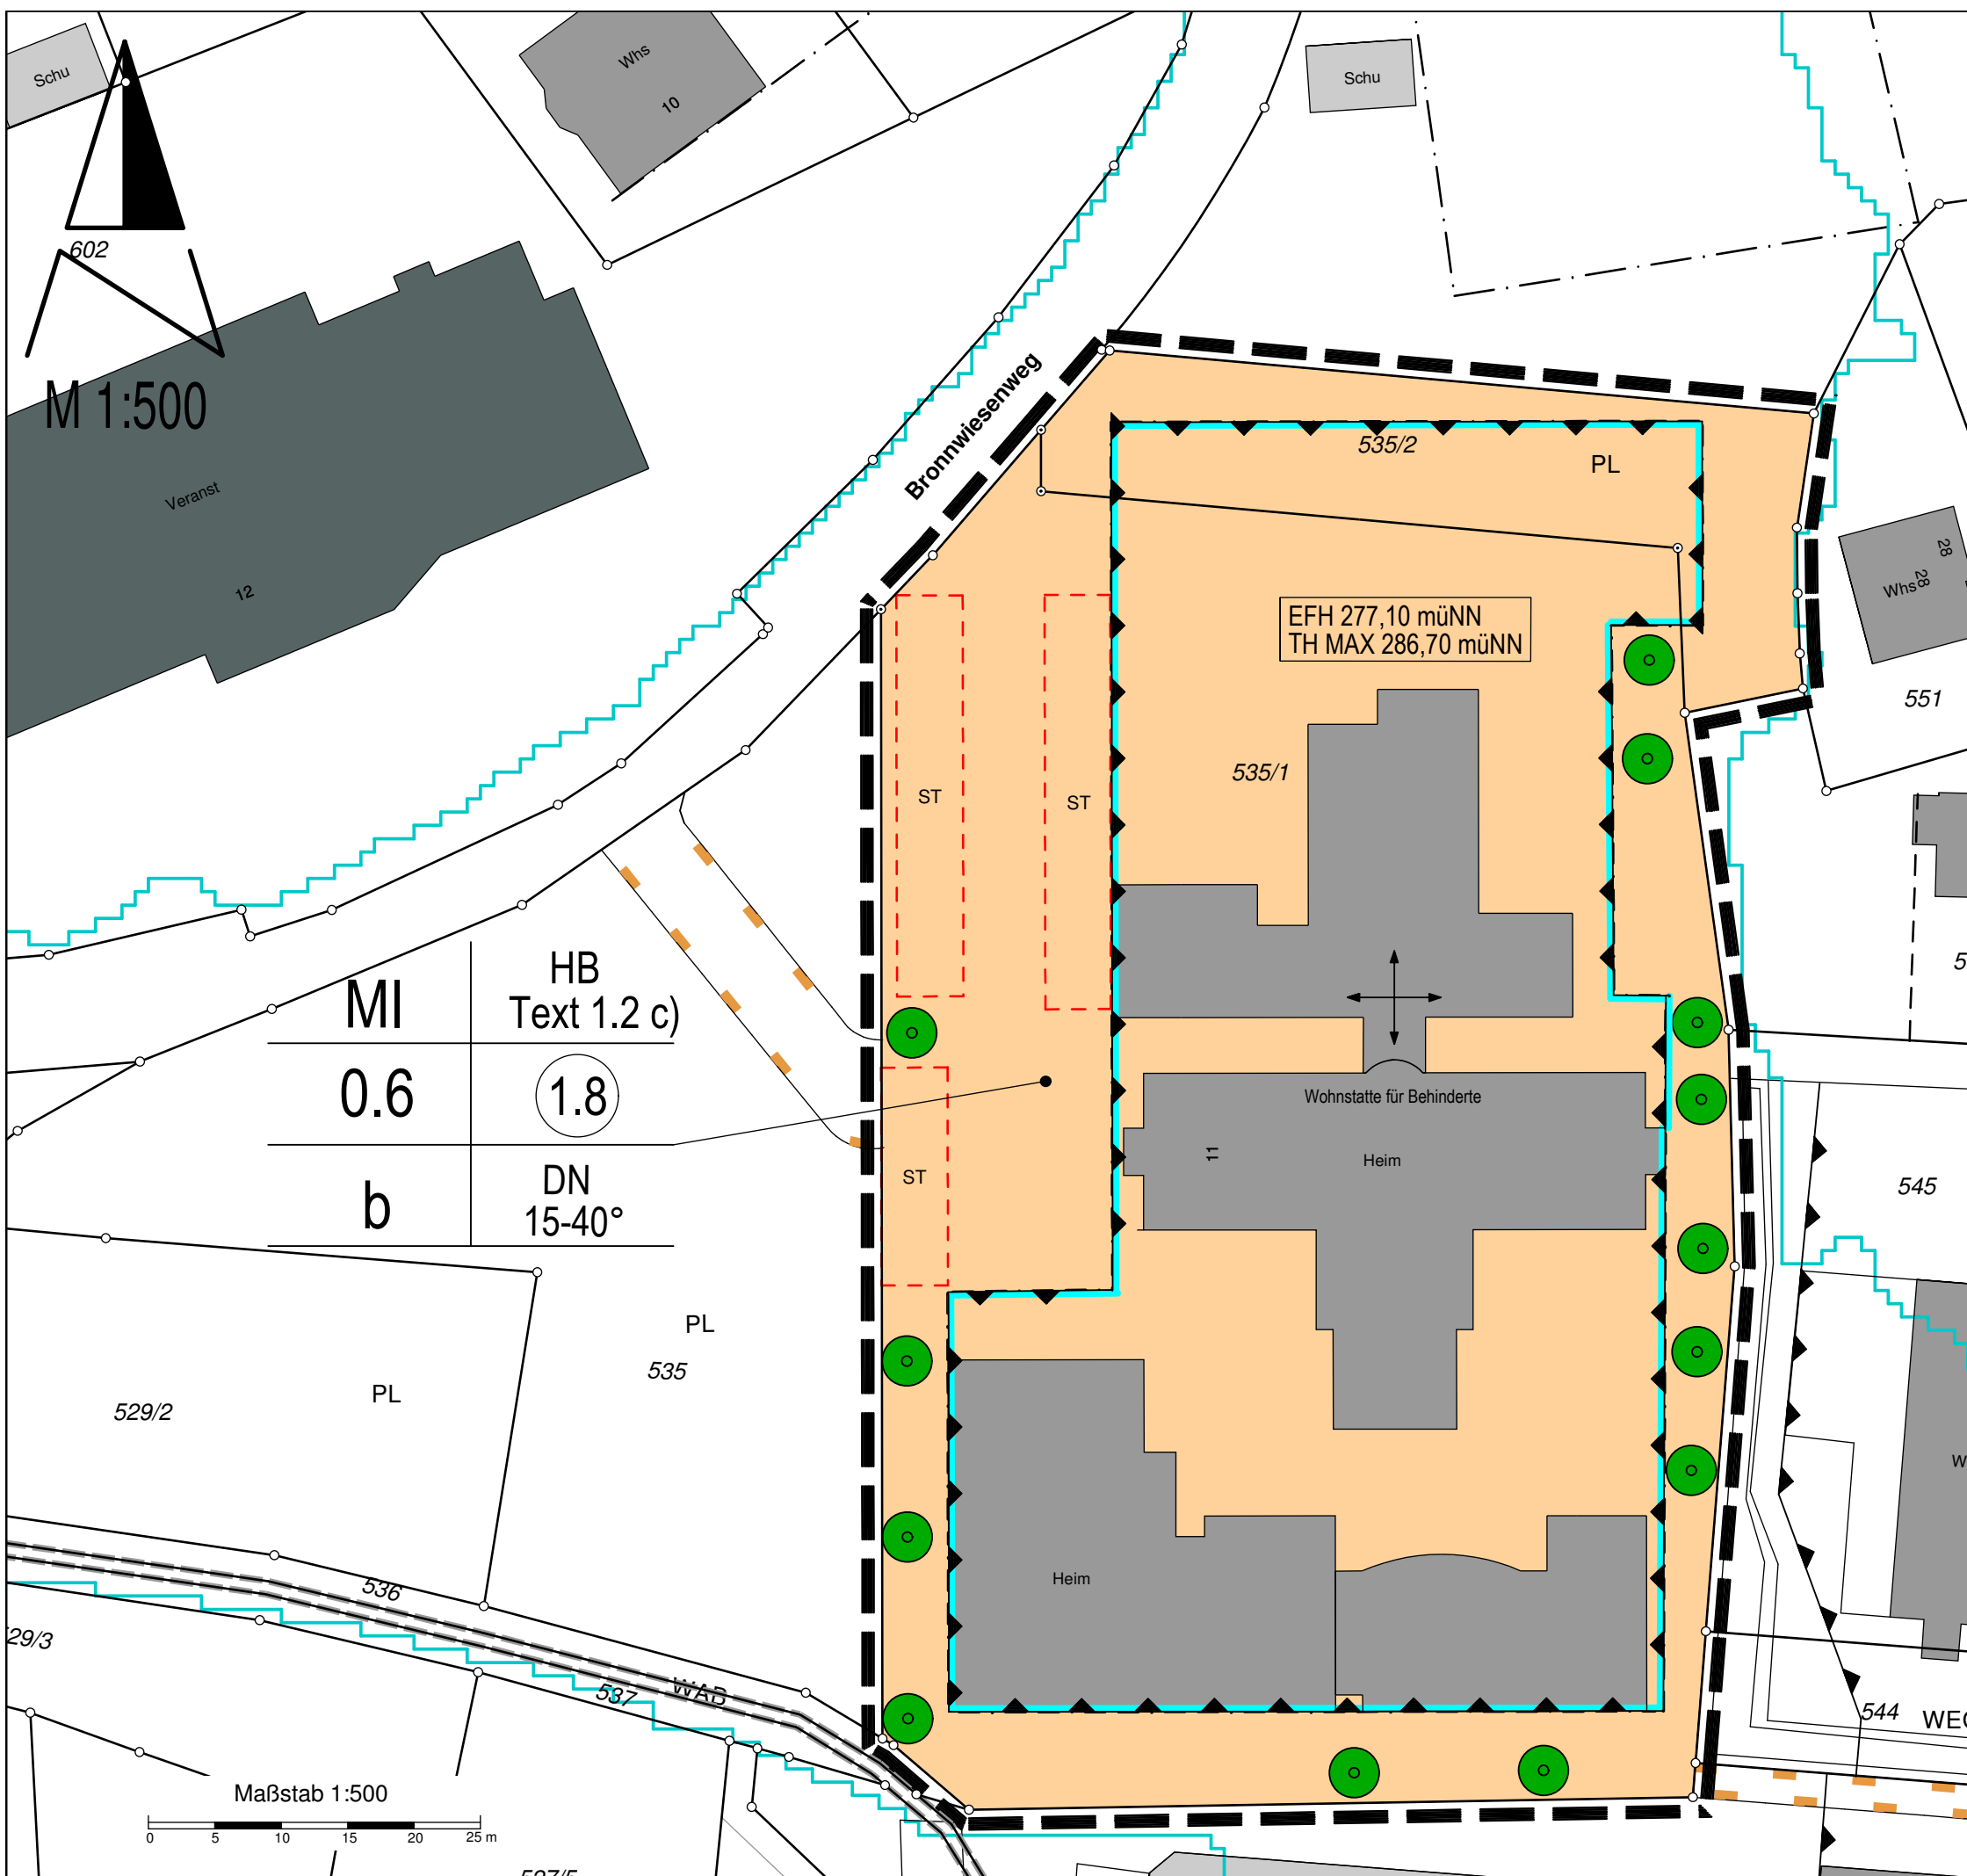 Schu
Whs
10
Schu
602
M 1:500
Veranst
12
Bronnwiesenweg
535/2
PL
28
28
Whs
EFH 277,10 müNN
TH MAX 286,70 müNN
551
535/1
ST
ST
MI
HB
Text 1.2 c)
0.6
1.8
b
DN
15-40°
Wohnstatte für Behinderte
11
Heim
545
ST
PL
535
PL
529/2
536
29/3
537
WAB
Heim
544
WEG
Maßstab 1:500
0 5 10 15 20 25 m